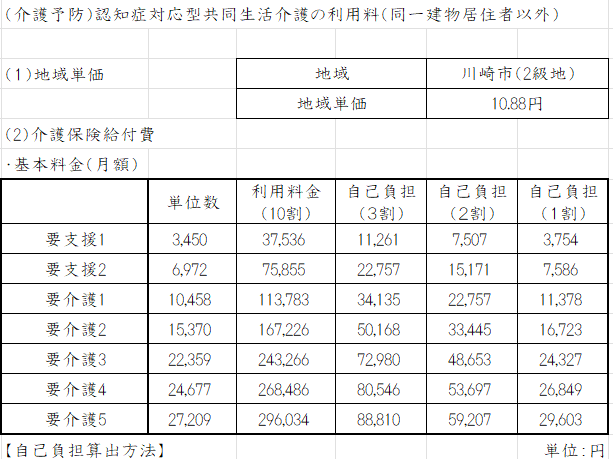 (介護予防)認知症対応型共同生活介護の利用料(同一建物居住者以外)
(1)地域単価 地域 川崎市(2級地)
地域単価 10.88円
(2)介護保険給付費
・基本料金(月額)
単位数 利用料金(10割) 自己負担(3割) 自己負担(2割) 自己負担(1割)
要支援1 3,450 37,536 11,261 7,507 3,754
要支援2 6,972 75,855 22,757 15,171 7,586
要介護1 10,458 113,783 34,135 22,757 11,378
要介護2 15,370 167,226 50,168 33,445 16,723
要介護3 22,359 243,266 72,980 48,653 24,327
要介護4 24,677 268,486 80,546 53,697 26,849
要介護5 27,209 296,034 88,810 59,207 29,603
【自己負担算出方法】 単位:円